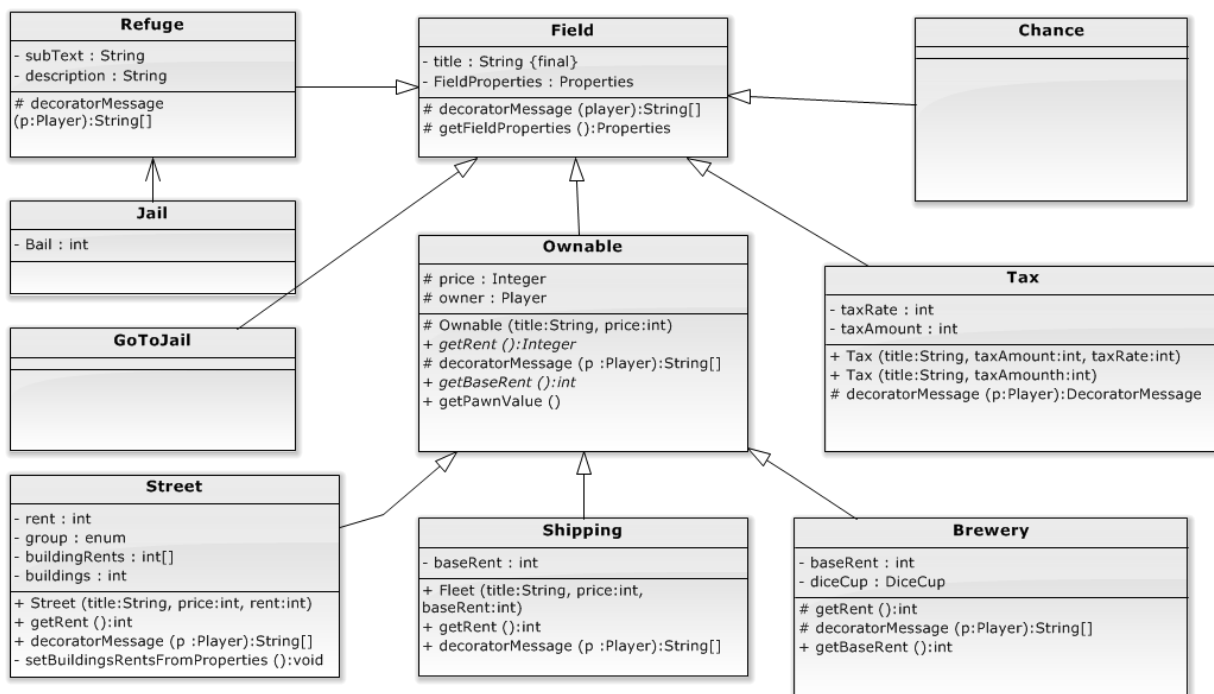 Refuge
- subText : String
- description : String
# decoratorMessage
(p:Player):String[]
Field
- title : String {final}
- FieldProperties : Properties
# decoratorMessage (player):String[]
# getFieldProperties ():Properties
Chance
Jail
- Bail : int
GoToJail
Ownable
# price : Integer
# owner : Player
# Ownable (title:String, price:int)
+ getRent ():Integer
# decoratorMessage (p :Player):String[]
+ getBaseRent ():int
+ getPawnValue ()
Tax
- taxRate : int
- taxAmount : int
+ Tax (title:String, taxAmount:int, taxRate:int)
+ Tax (title:String, taxAmounth:int)
# decoratorMessage (p:Player):DecoratorMessage
Street
- rent : int
- group : enum
- buildingRents : int[]
- buildings : int
+ Street (title:String, price:int, rent:int)
+ getRent ():int
+ decoratorMessage (p :Player):String[]
- setBuildingsRentsFromProperties ():void
Shipping
- baseRent : int
+ Fleet (title:String, price:int,
baseRent:int)
+ getRent ():int
+ decoratorMessage (p :Player):String[]
Brewery
- baseRent : int
- diceCup : DiceCup
# getRent ():int
# decoratorMessage (p:Player):String[]
+ getBaseRent ():int